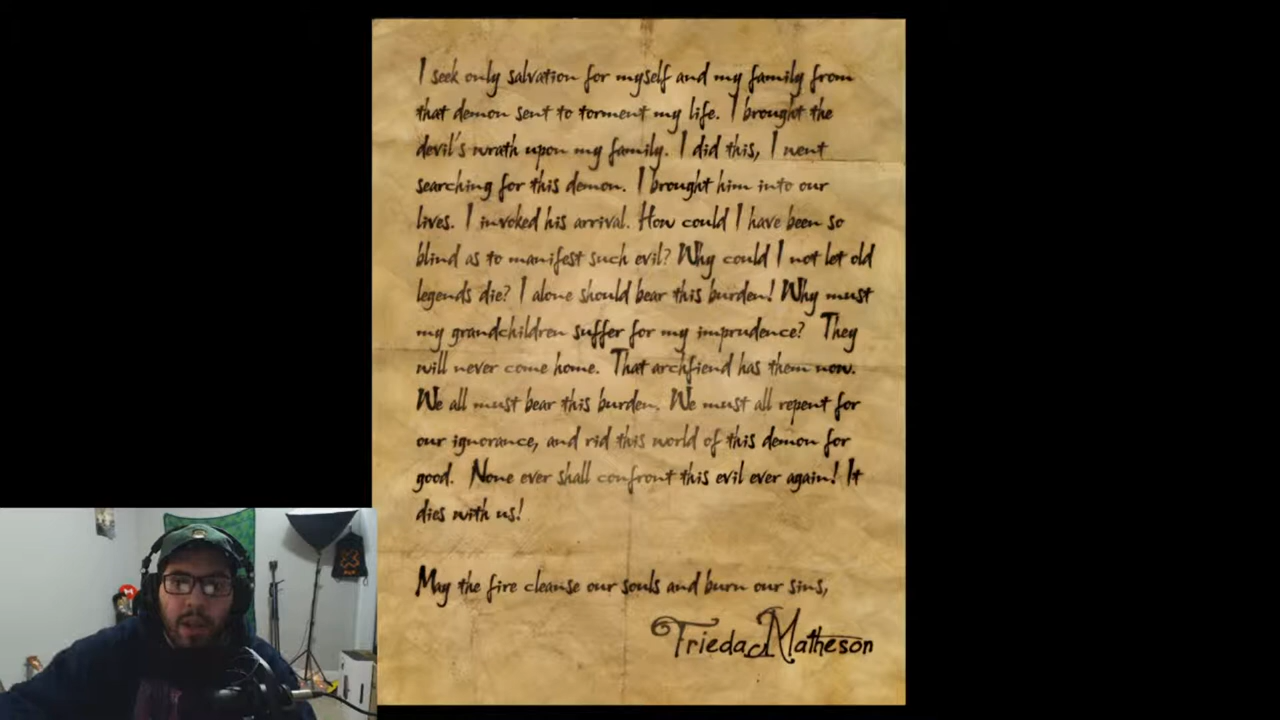 I seek only salvation for myself and my family from
that demon sent to torment my life. I brought the
devil's wrath upon my family. I did this, I went
searching for this demon. I brought him into our
lives. I invoked his arrival. How could I have been so
blind as to manifest such evil? Why could I not let old
legends die? I alone should bear this burden! Why must
my grandchildren suffer for my imprudence? They
will never come home. That archfiend has them now.
We all must bear this burden. We must all repent for
our ignorance, and rid this world of this demon for
good. None ever shall confront this evil ever again! It
dies with us!
May the fire cleanse our souls and burn our sins,
Frieda Matheson